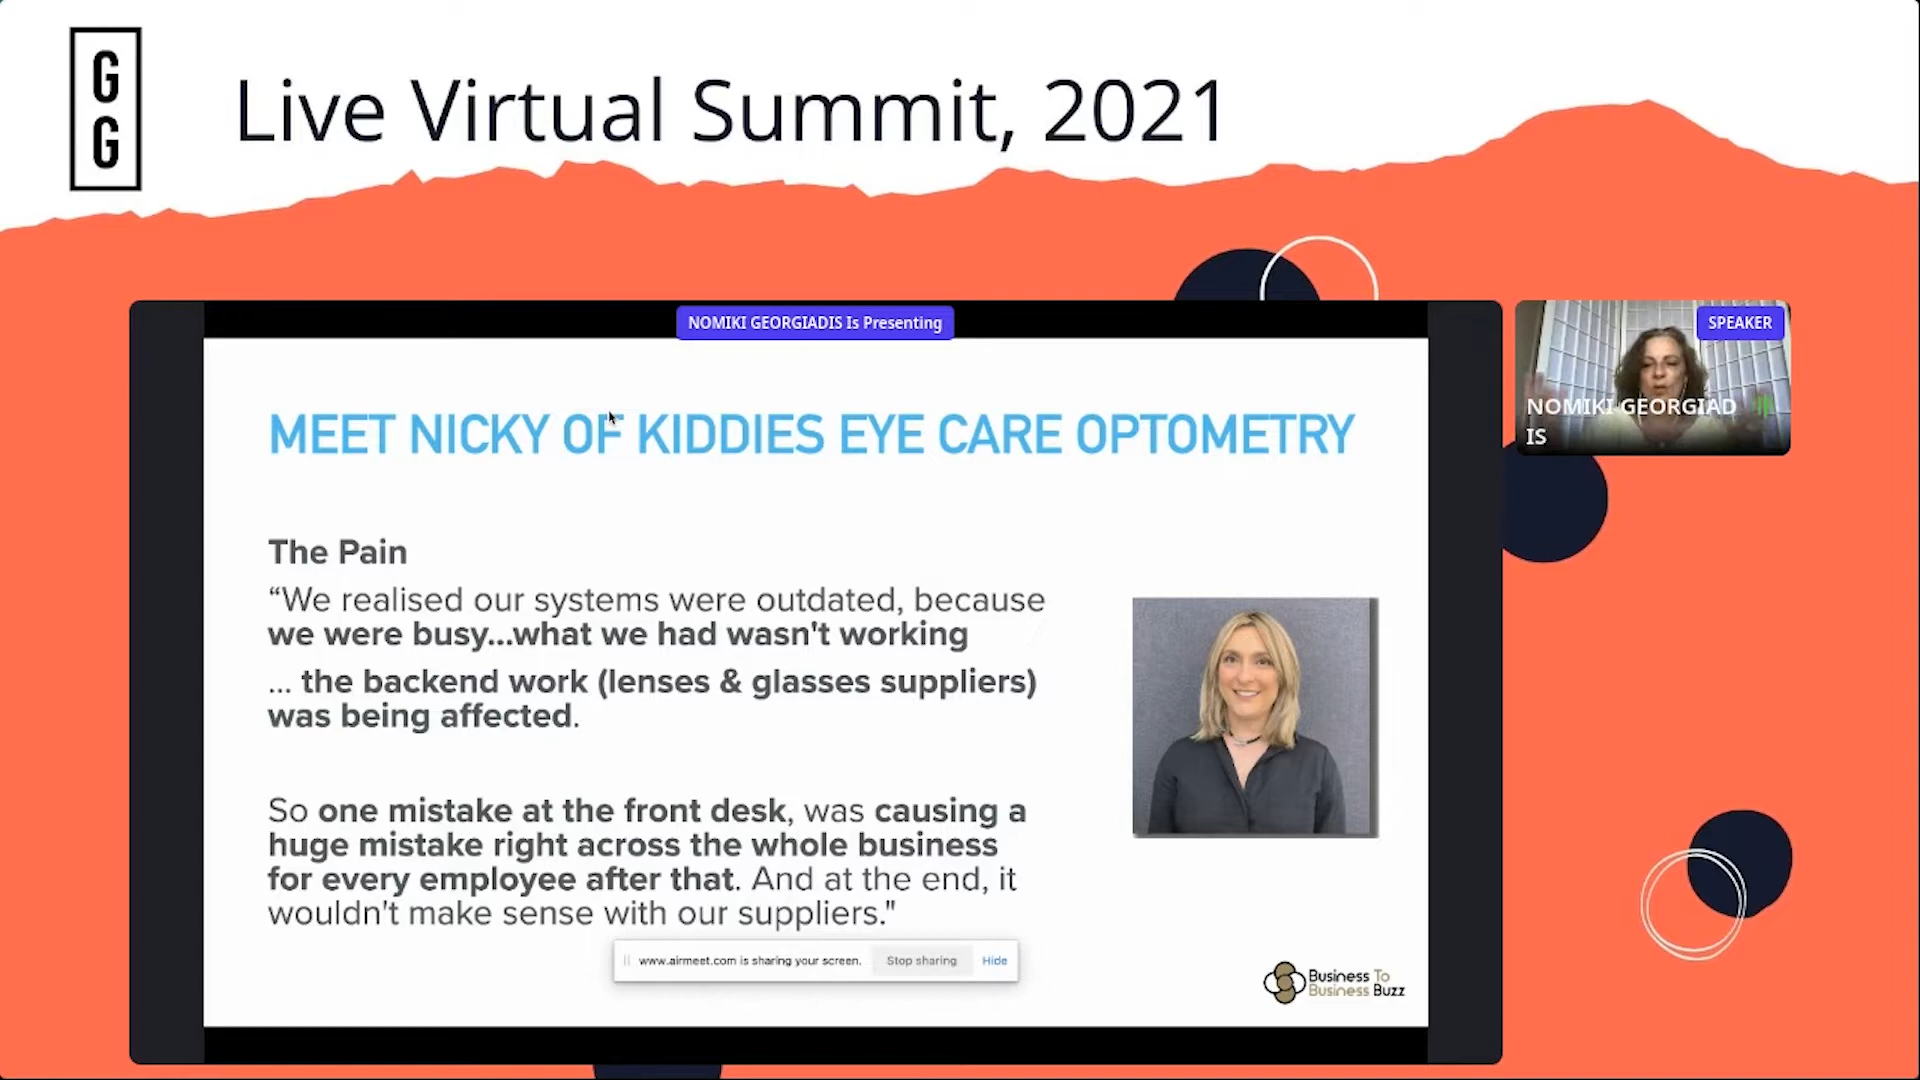 G
G
Live Virtual Summit, 2021
NOMIKI GEORGIADIS Is Presenting
SPEAKER
NOMIKI GEORGIAD
IS
MEET NICKY OF KIDDIES EYE CARE OPTOMETRY
The Pain
“We realised our systems were outdated, because
we were busy...what we had wasn't working
... the backend work (lenses & glasses suppliers)
was being affected.
So one mistake at the front desk, was causing a
huge mistake right across the whole business
for every employee after that. And at the end, it
wouldn't make sense with our suppliers."
www.airmeet.com is sharing your screen. Stop sharing Hide
Business To
Business Buzz